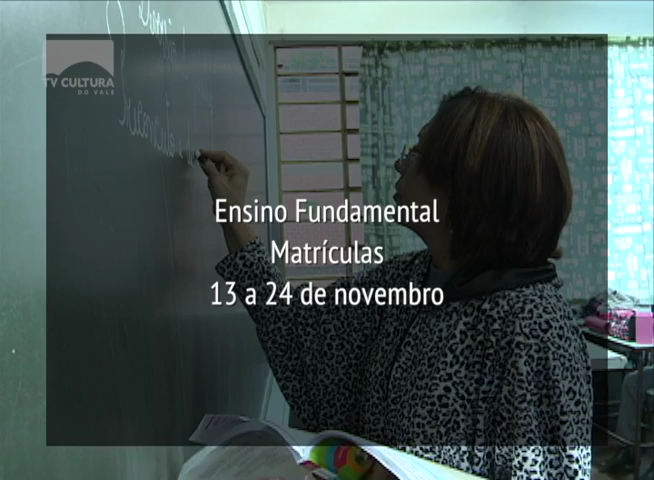 TV CULTURA
DO VALE
Ensino Fundamental
Matrículas
13 a 24 de novembro